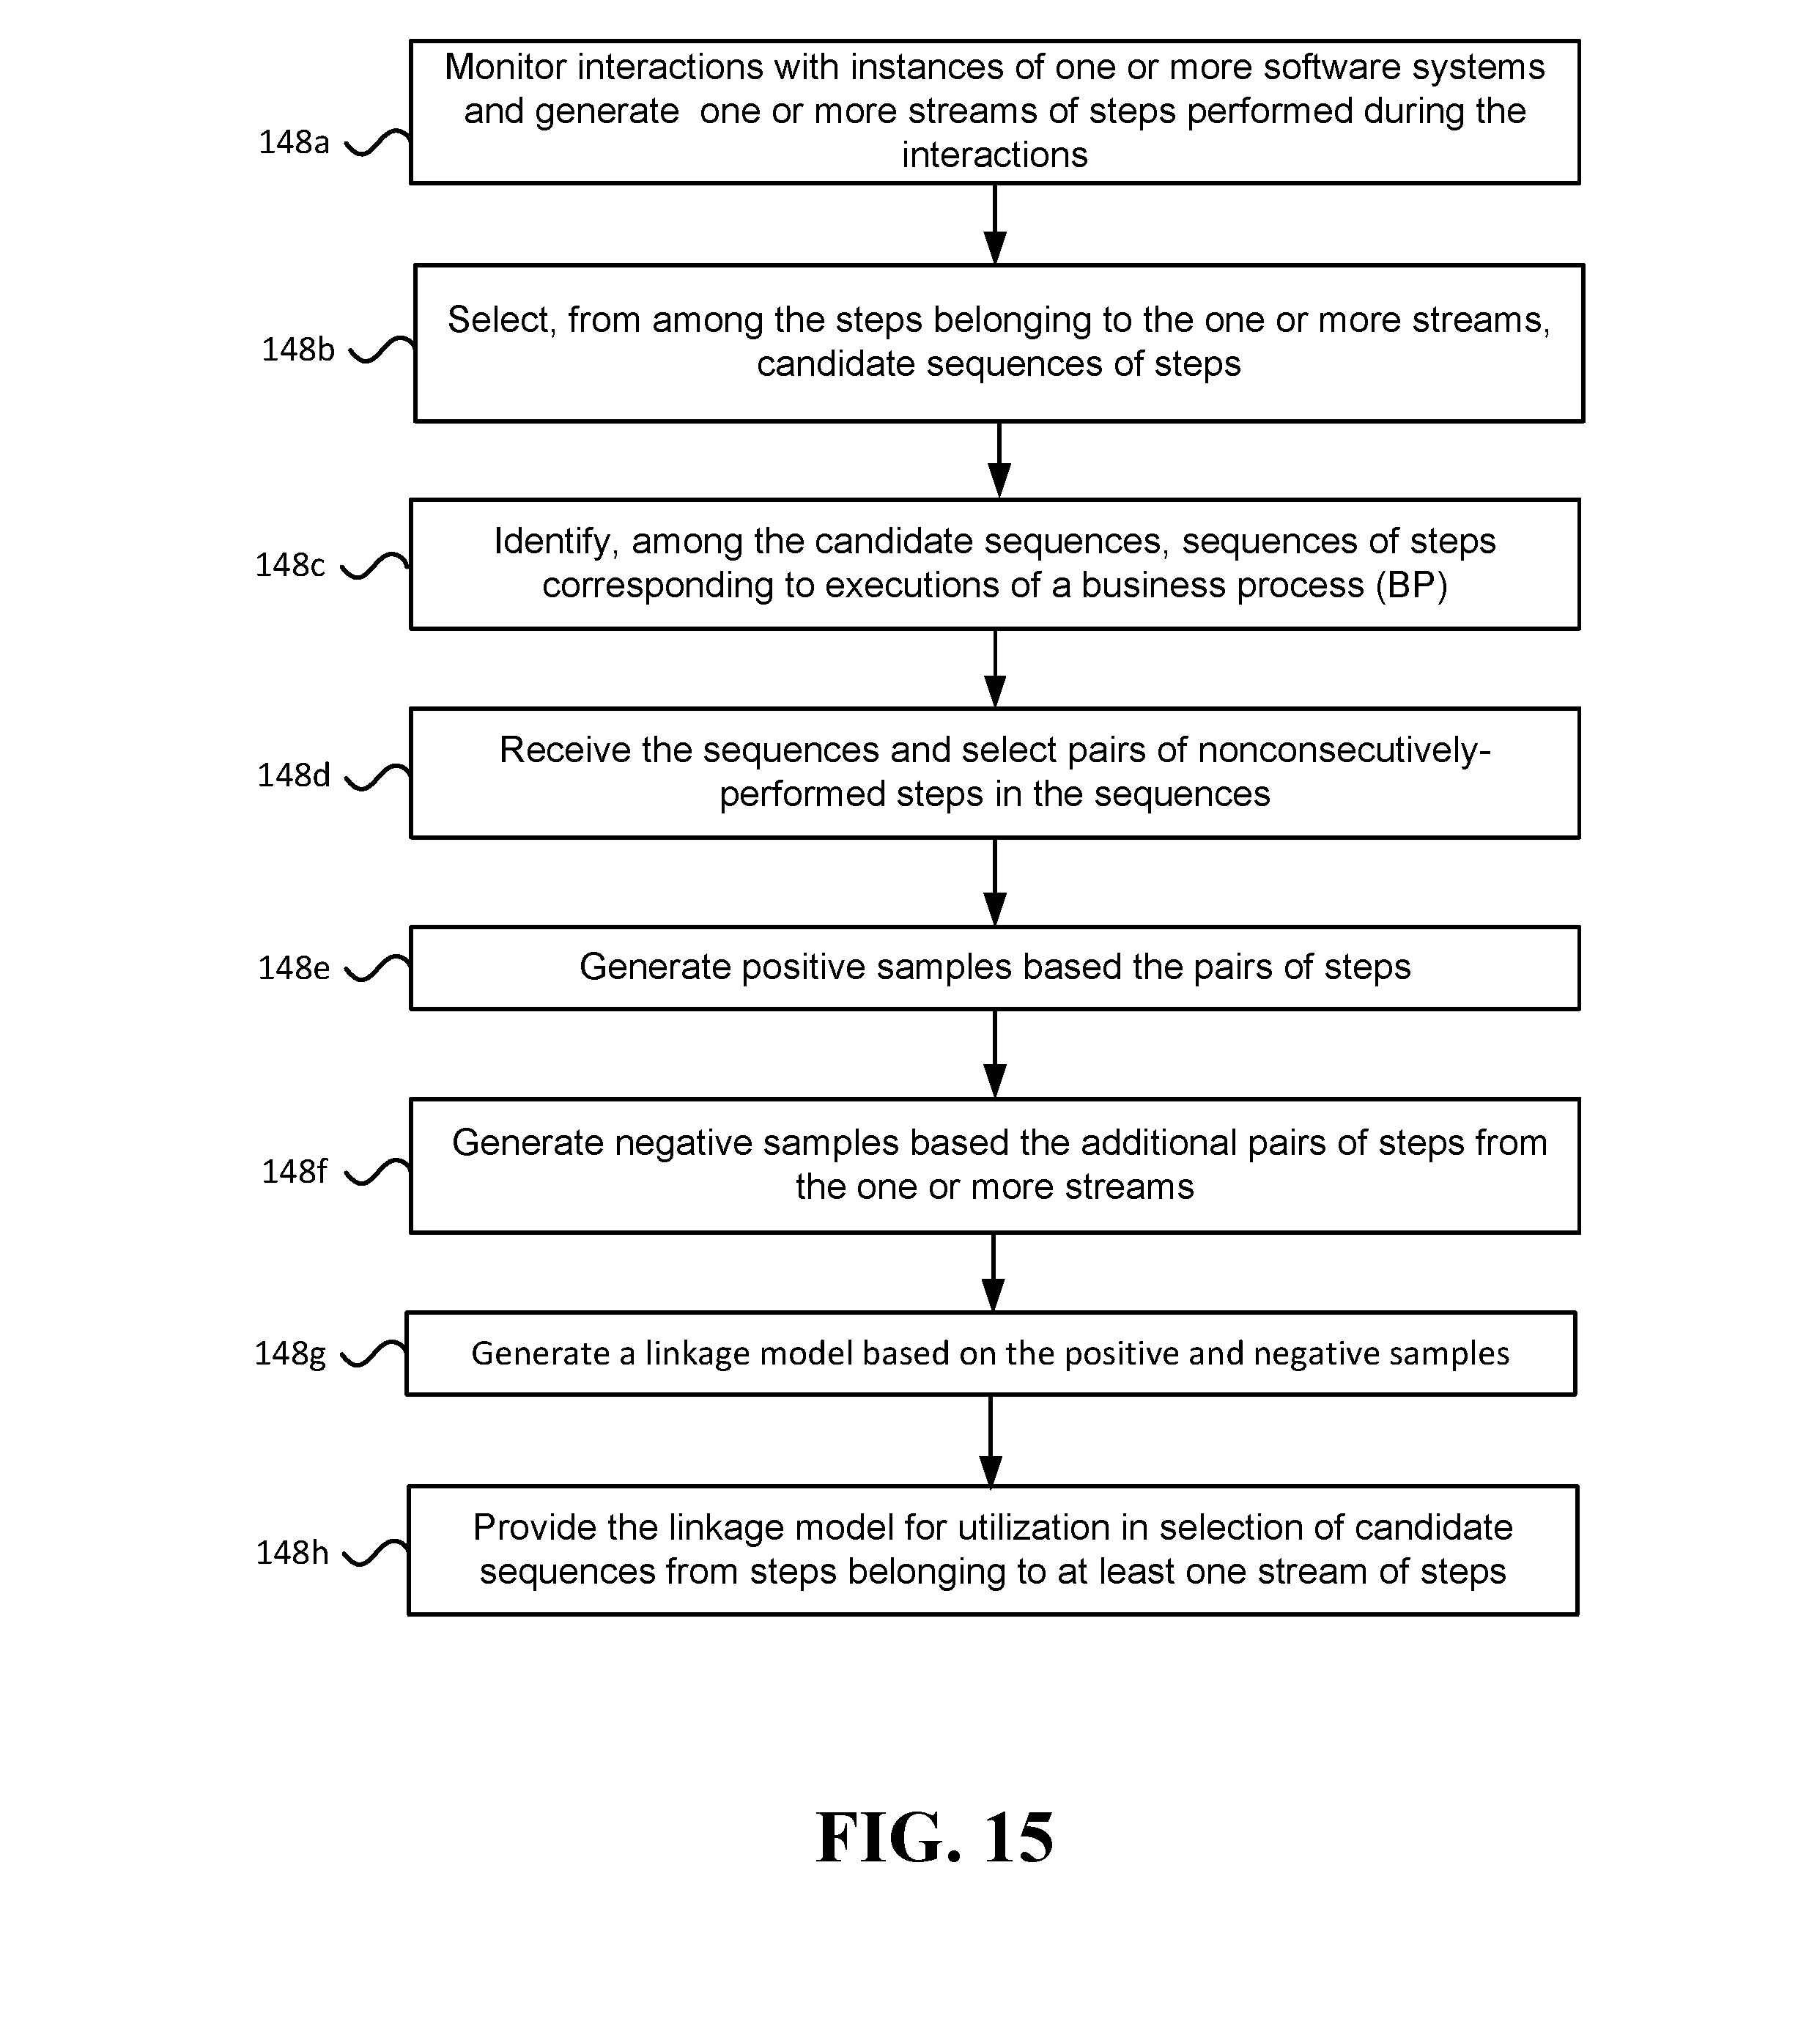 Monitor interactions with instances of one or more software systems
and generate one or more streams of steps performed during the
interactions
148a
Select, from among the steps belonging to the one or more streams,
candidate sequences of steps
148b
Identify, among the candidate sequences, sequences of steps
corresponding to executions of a business process (BP)
148c
Receive the sequences and select pairs of nonconsecutively-
performed steps in the sequences
148d
Generate positive samples based the pairs of steps
148e
Generate negative samples based the additional pairs of steps from
the one or more streams
148f
Generate a linkage model based on the positive and negative samples
148g
Provide the linkage model for utilization in selection of candidate
sequences from steps belonging to at least one stream of steps
148h
FIG. 15